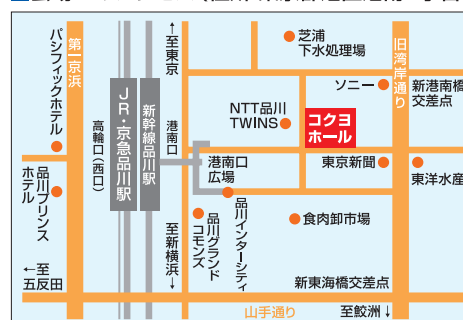 第一京浜
パシフィックホテル
高輪口(西口)
JR・京急品川駅
新幹線品川駅
港南口
←至東京
芝浦
下水処理場
旧湾岸通り
ソニー
新港南橋
交差点
NTT品川
TWINS
コクヨ
ホール
港南口
広場
東京新聞
東洋水産
品川プリンス
ホテル
品川インターシティ
品川グランド
コモンズ
食肉卸市場
至新横浜→
←至
五反田
新東海橋交差点
山手通り
至鮫洲↓